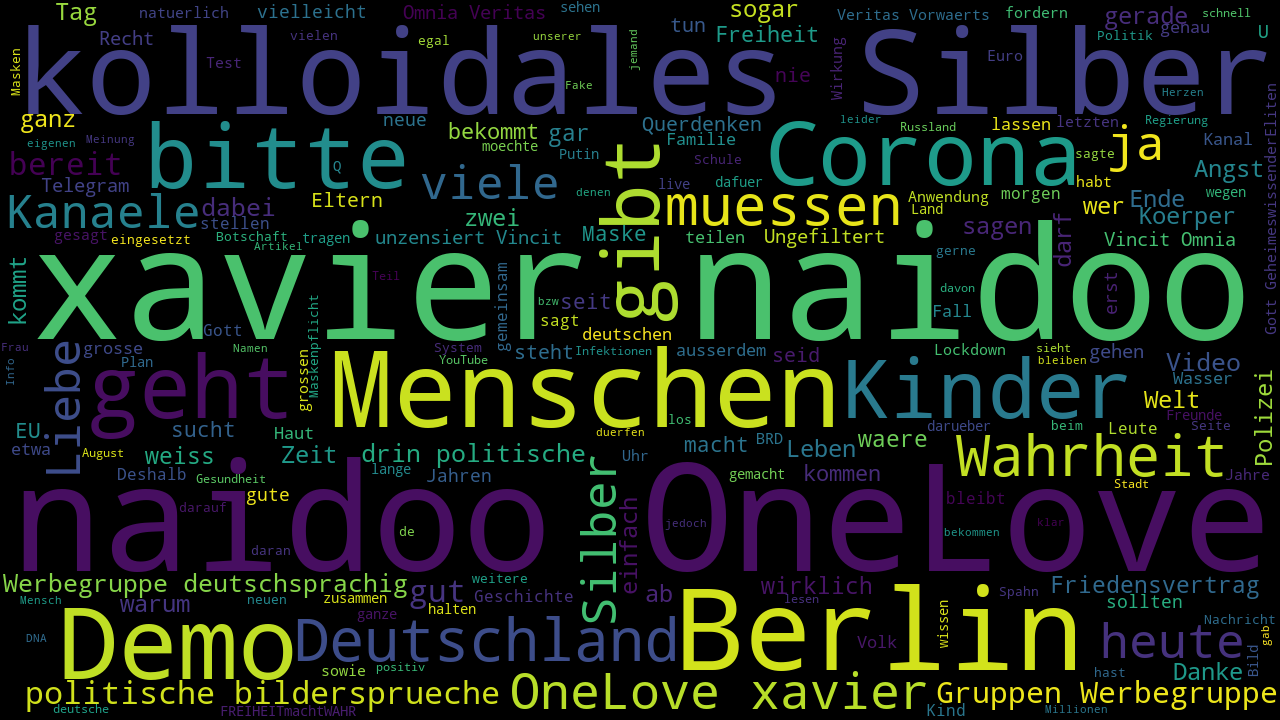 Tag natuerlich vielleicht Omnia Veritas sehen sogar Veritas Vorwaerts fordern gerade schnell
Recht vielen egal unserer jemand tun Freiheit Politik genau U
kolloidales Silber
Masken Test Fake nie Wirkung Euro Herzen
ganz neue bekommt gar Querdenken leider Russland lassen letzten Regierung
eigenen Meinung moechte Familie ja Kanal
bitte Corona
bereit Q Putin Schule sagte Angst
Telegram viele denen live dafuer habt wegen
Kanaele dabei Eltern zwei gibt muessen Anwendung morgen wer Ende
stellen Land Koerper
gesagt eingesetzt Botschaft tragen unzensiert Vincit Maske teilen Ungefiltert sagen darf Vincit Omnia
Artikel gerne
xavier naidoo
kommt Teil gemeinsam bzw seit davon erst Gott GeheimeswissenderEliten
Maskenpflicht sagt Fall
Gott deutschen
Frau grosse Namen System steht Infektionen ausserdem seid Lockdown sieht gehen
Info Plan YouTube bleiben Video
Liebe geht grossen Menschen Kinder Wasser
Welt Polizei
los Freunde
EU sucht Haut duerfen darueber beim Leute Seite
etwa August weiss Zeit drin politische Uhr macht BRD Leben waere Wahrheit
Deshalb Gesundheit lange Jahren gemacht kommen Stadt Jahre
gute bleibt
naidoo OneLove
darauf de Silber einfach jedoch klar
daran bekommen
Werbegruppe deutschsprachig weitere wirklich Friedensvertrag
Mensch warum neuen zusammen gut Geschichte ab lesen Spahn sollten
ganze halten wissen Nachricht
DNA Demo Deutschland Berlin Volk heute gab
sowie positiv hast Danke Bild
politische bildersprueche OneLove xavier Gruppen Werbegruppe
deutsche FREIHEITmachtWAHR Kind Millionen